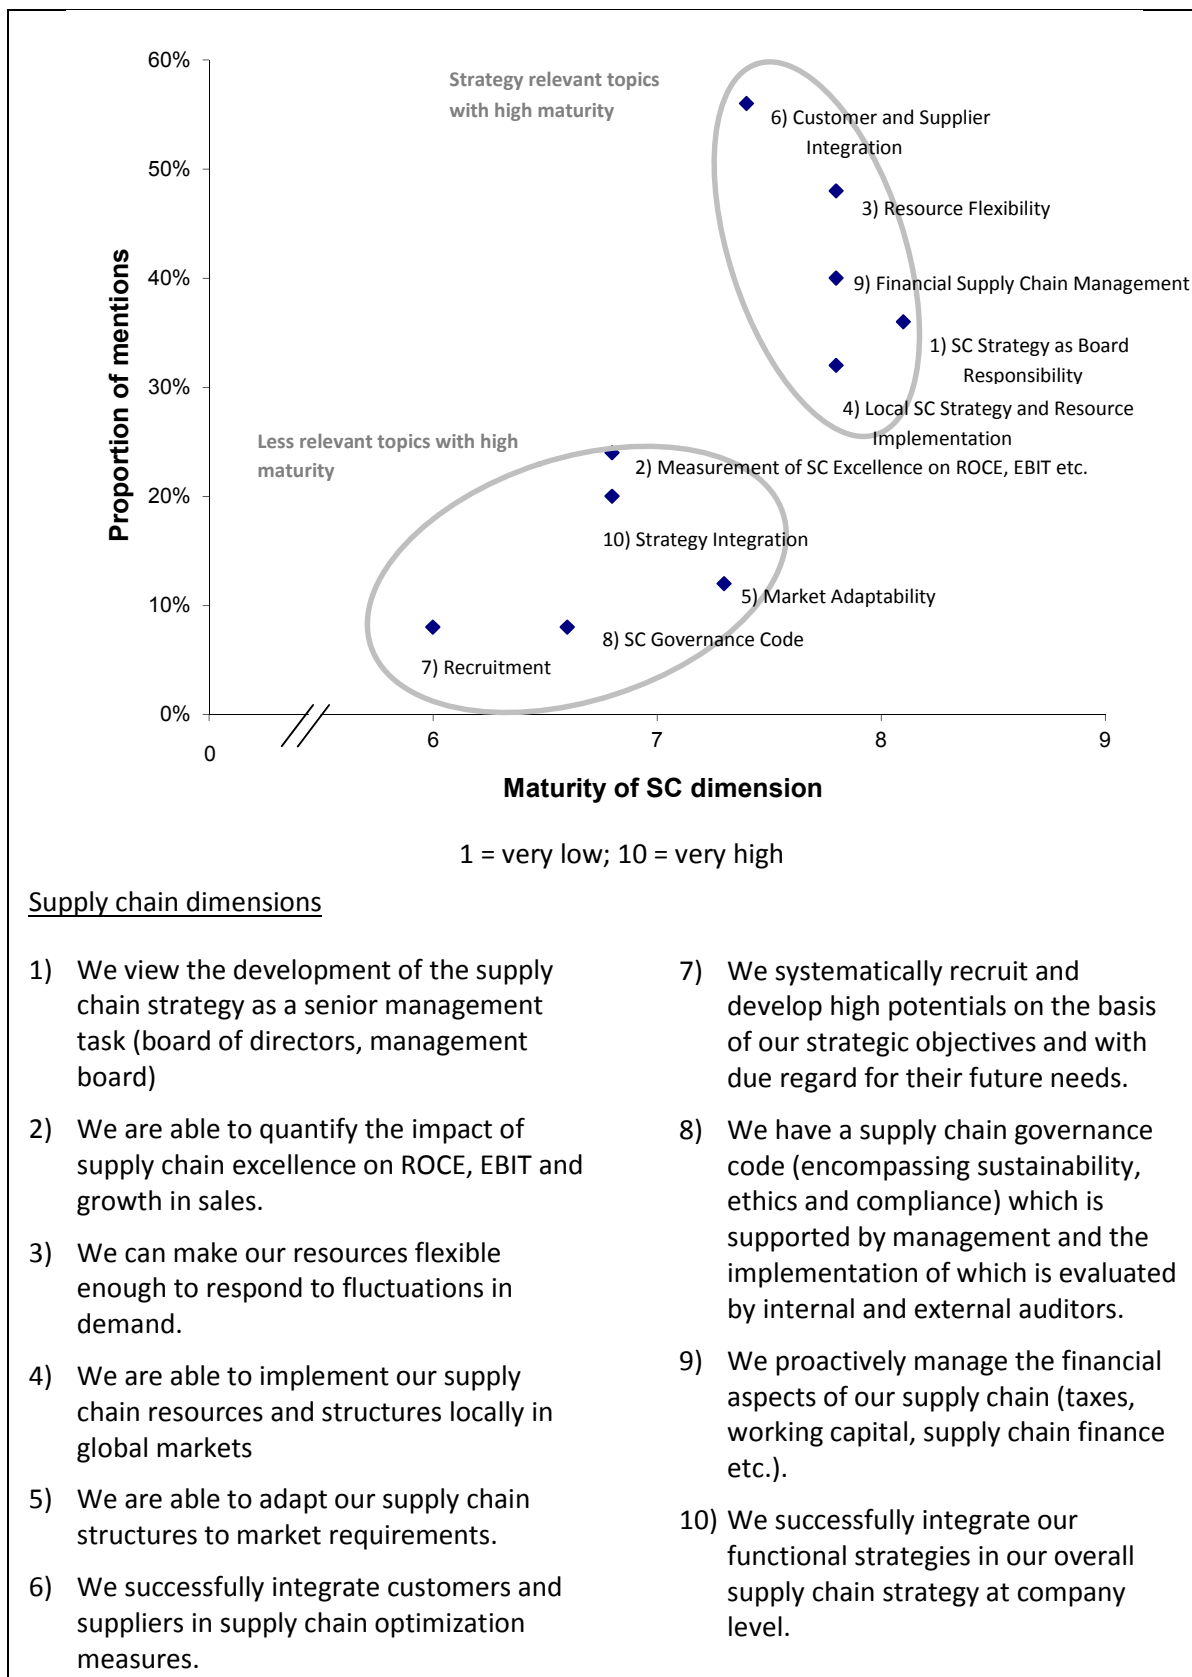 60%
Strategy relevant topics
with high maturity
6) Customer and Supplier
Integration
50%
3) Resource Flexibility
40%
9) Financial Supply Chain Management
1) SC Strategy as Board
Responsibility
30%
4) Local SC Strategy and Resource
Implementation
Less relevant topics with high
maturity
2) Measurement of SC Excellence on ROCE, EBIT etc.
20%
10) Strategy Integration
10%
5) Market Adaptability
8) SC Governance Code
7) Recruitment
0%
Proportion of mentions
0
6
7
8
9
Maturity of SC dimension
1 = very low; 10 = very high
Supply chain dimensions
1) We view the development of the supply
chain strategy as a senior management
task (board of directors, management
board)
2) We are able to quantify the impact of
supply chain excellence on ROCE, EBIT and
growth in sales.
3) We can make our resources flexible
enough to respond to fluctuations in
demand.
4) We are able to implement our supply
chain resources and structures locally in
global markets
5) We are able to adapt our supply chain
structures to market requirements.
6) We successfully integrate customers and
suppliers in supply chain optimization
measures.
7) We systematically recruit and
develop high potentials on the basis
of our strategic objectives and with
due regard for their future needs.
8) We have a supply chain governance
code (encompassing sustainability,
ethics and compliance) which is
supported by management and the
implementation of which is evaluated
by internal and external auditors.
9) We proactively manage the financial
aspects of our supply chain (taxes,
working capital, supply chain finance
etc.).
10) We successfully integrate our
functional strategies in our overall
supply chain strategy at company
level.